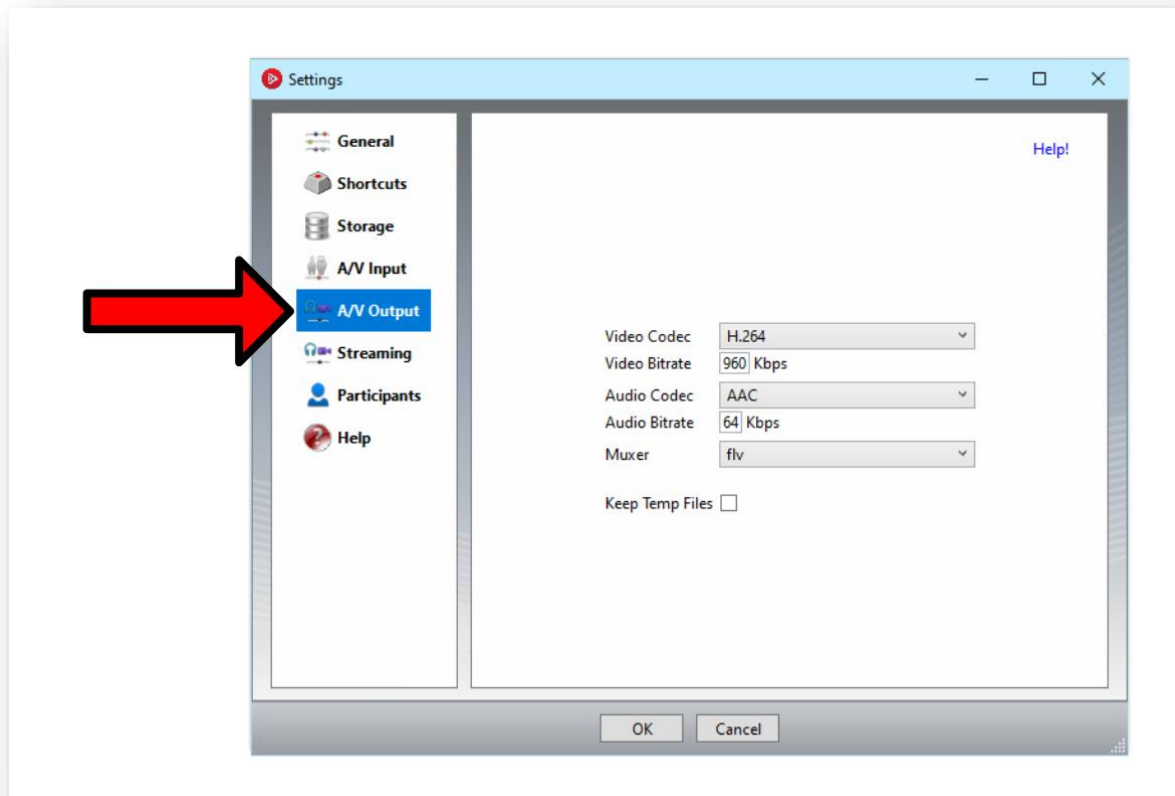 Settings
General
Shortcuts
Storage
A/V Input
A/V Output
Streaming
Participants
Help
Help!
Video Codec H.264
Video Bitrate 960 Kbps
Audio Codec AAC
Audio Bitrate 64 Kbps
Muxer flv
Keep Temp Files
OK Cancel